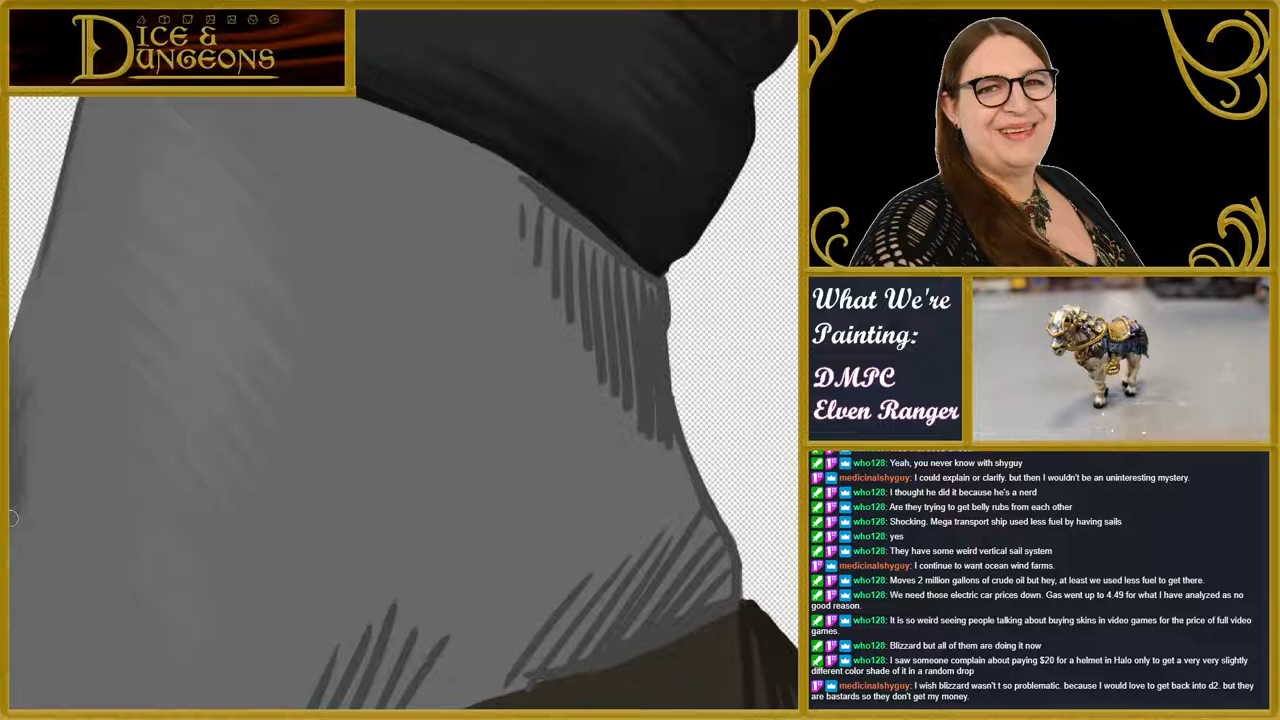 DICE &
DUNGEONS
What We're
Painting:
DMPC
Elven Ranger
who128: Yeah, you never know with shyguy
medicinalshyguy: I could explain or clarify. but then I wouldn't be an uninteresting mystery.
who128: I thought he did it because he's a nerd
who128: Are they trying to get belly rubs from each other
who128: Shocking. Mega transport ship used less fuel by having sails
who128: yes
who128: They have some weird vertical sail system
medicinalshyguy: I continue to want ocean wind farms.
who128: Moves 2 million gallons of crude oil but hey, at least we used less fuel to get there.
who128: We need those electric car prices down. Gas went up to 4.49 for what I have analyzed as no
good reason.
who128: It is so weird seeing people talking about buying skins in video games for the price of full video
games.
who128: Blizzard but all of them are doing it now
who128: I saw someone complain about paying $20 for a helmet in Halo only to get a very very slightly
different color shade of it in a random drop
medicinalshyguy: I wish blizzard wasn't t so problematic. because I would love to get back into d2. but they
are bastards so they don't get my money.